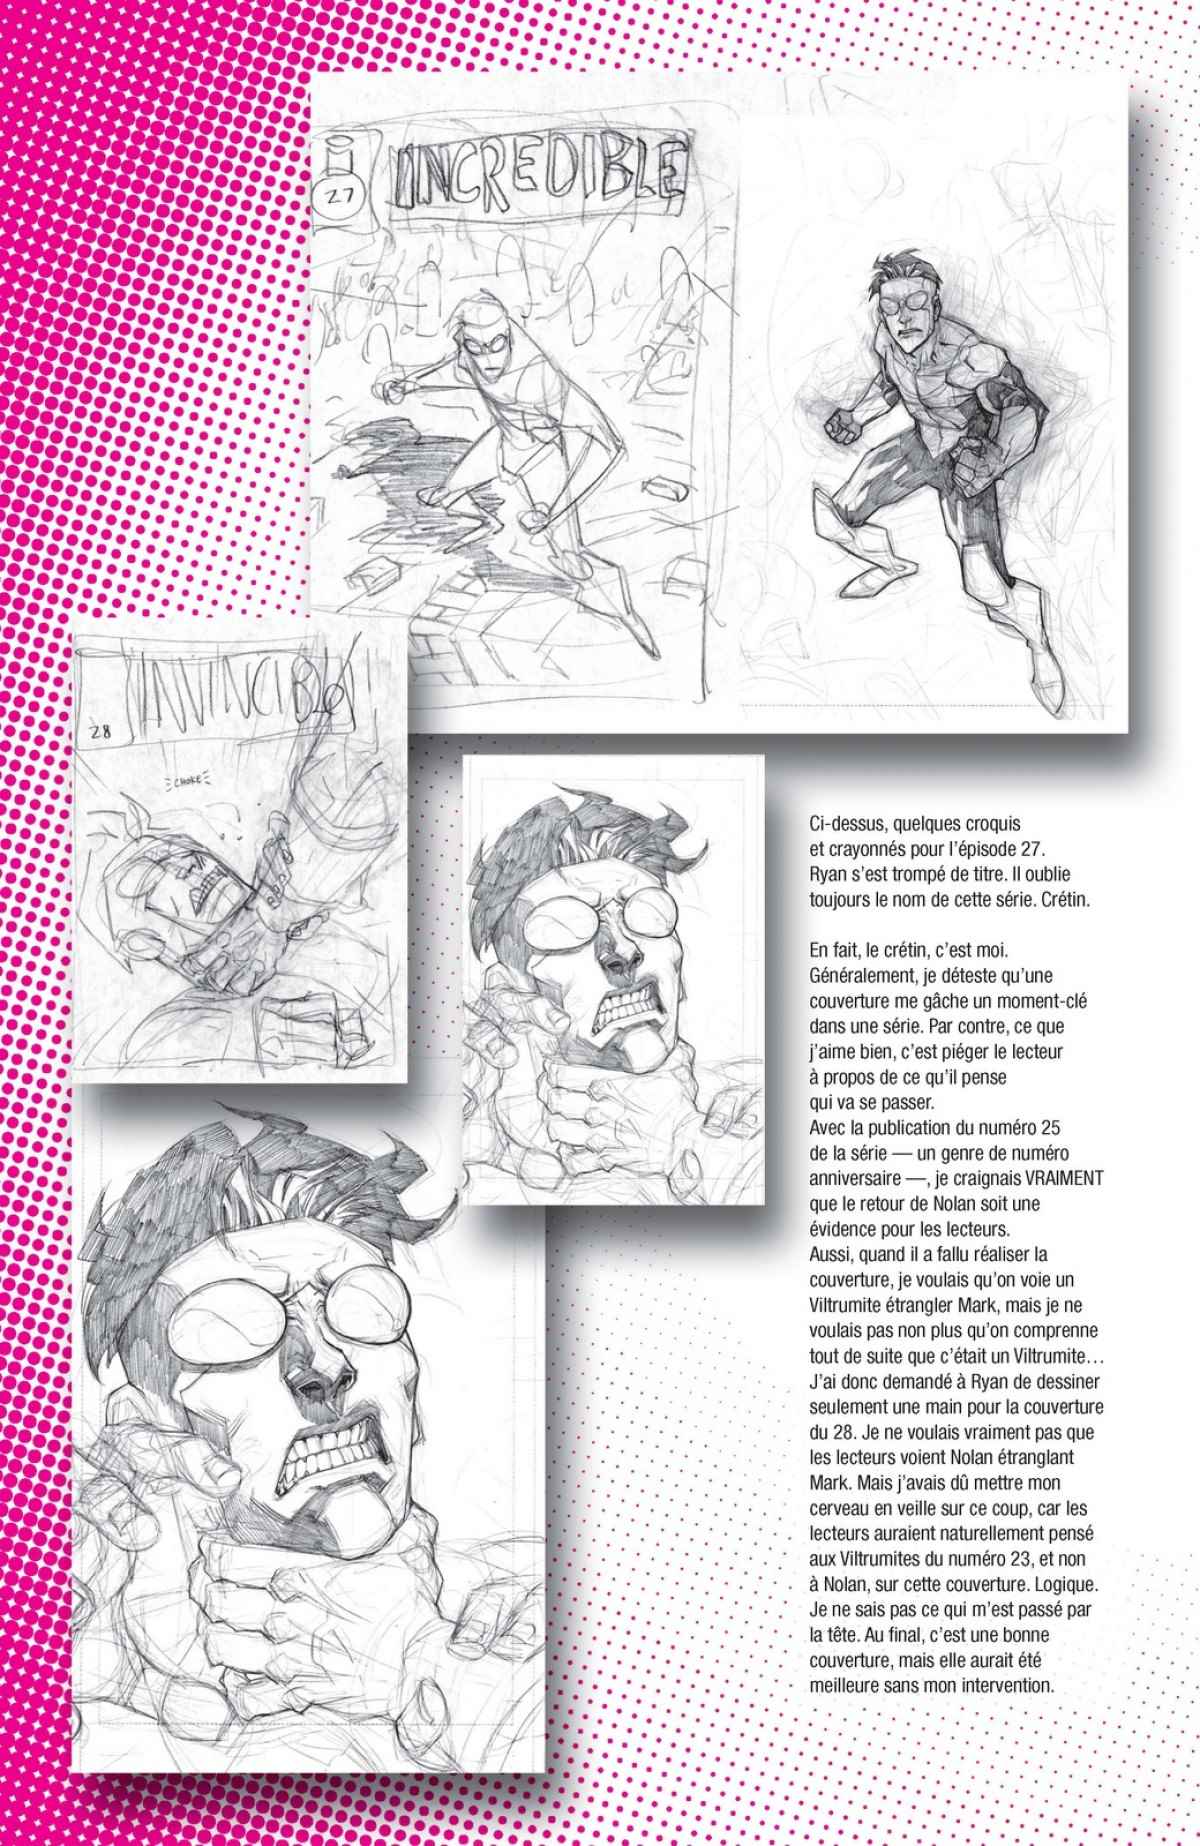 INCREDIBLE
27
INVINCIBLE
28
CHOKE
Ci-dessus, quelques croquis
et crayonnés pour l'épisode 27.
Ryan s'est trompé de titre. Il oublie
toujours le nom de cette série. Crétin.
En fait, le crétin, c'est moi.
Généralement, je déteste qu'une
couverture me gâche un moment-clé
dans une série. Par contre, ce que
j'aime bien, c'est piéger le lecteur
à propos de ce qu'il pense
qui va se passer.
Avec la publication du numéro 25
de la série — un genre de numéro
anniversaire —, je craignais VRAIMENT
que le retour de Nolan soit une
évidence pour les lecteurs.
Aussi, quand il a fallu réaliser la
couverture, je voulais qu'on voie un
Viltrumite étrangler Mark, mais je ne
voulais pas non plus qu'on comprenne
tout de suite que c'était un Viltrumite...
J'ai donc demandé à Ryan de dessiner
seulement une main pour la couverture
du 28. Je ne voulais vraiment pas que
les lecteurs voient Nolan étranglant
Mark. Mais j'avais dû mettre mon
cerveau en veille sur ce coup, car les
lecteurs auraient naturellement pensé
aux Viltrumites du numéro 23, et non
à Nolan, sur cette couverture. Logique.
Je ne sais pas ce qui m'est passé par
la tête. Au final, c'est une bonne
couverture, mais elle aurait été
meilleure sans mon intervention.